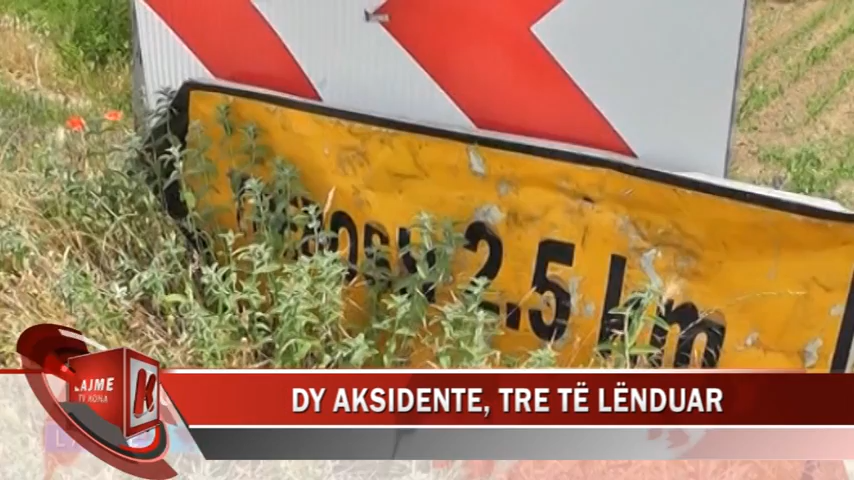 2.5 km
LAJME
TV KOHA
K
DY AKSIDENTE, TRE TË LËNDUAR